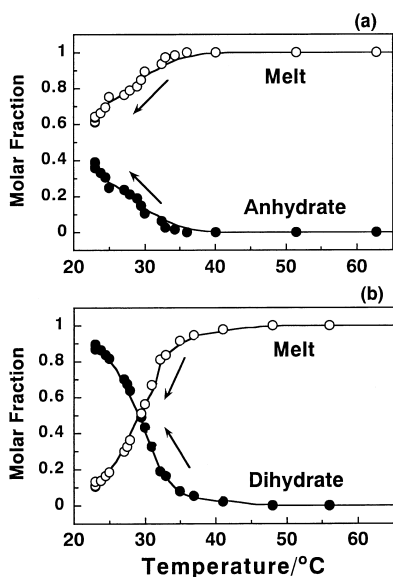 (a)
1
0.8
0.6
0.4
0.2
0
Molar Fraction
Melt
Anhydrate
20 30 40 50 60
(b)
1
0.8
0.6
0.4
0.2
0
Molar Fraction
Melt
Dihydrate
20 30 40 50 60
Temperature/°C